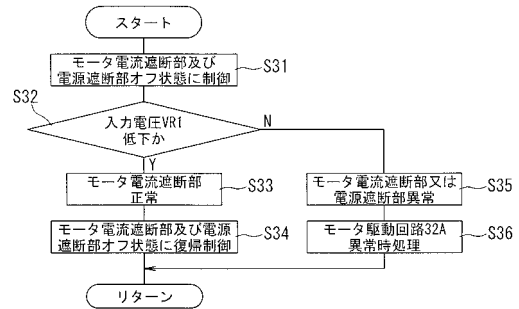 スタート
モータ電流遮断部及び
電源遮断部オフ状態に制御
S31
S32
入力電圧VR1
低下か
N
Y
モータ電流遮断部
正常
S33
モータ電流遮断部又は
電源遮断部異常
S35
モータ電流遮断部及び電源
遮断部オフ状態に復帰制御
S34
モータ駆動回路32A
異常時処理
S36
リターン